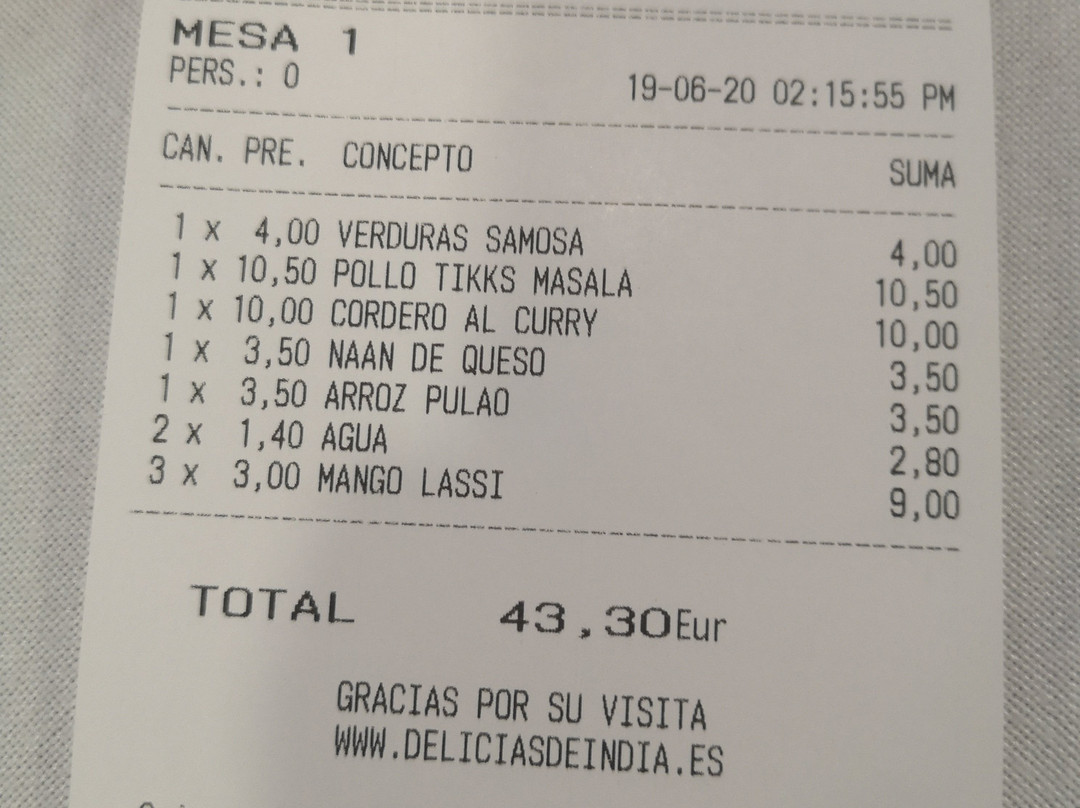 MESA 1
PERS.: 0 19-06-20 02:15:55 PM
CAN. PRE. CONCEPTO SUMA
1 x 4,00 VERDURAS SAMOSA 4,00
1 x 10,50 POLLO TIKKS MASALA 10,50
1 x 10,00 CORDERO AL CURRY 10,00
1 x 3,50 NAAN DE QUESO 3,50
1 x 3,50 ARROZ PULAO 3,50
2 x 1,40 AGUA 2,80
3 x 3,00 MANGO LASSI 9,00
TOTAL 43,30Eur
GRACIAS POR SU VISITA
WWW.DELICIASDEINDIA.ES